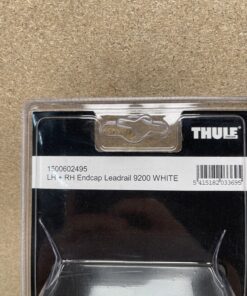 THULE
1500602495
LH + RH Endcap Leadrail 9200 WHITE
5415182033695